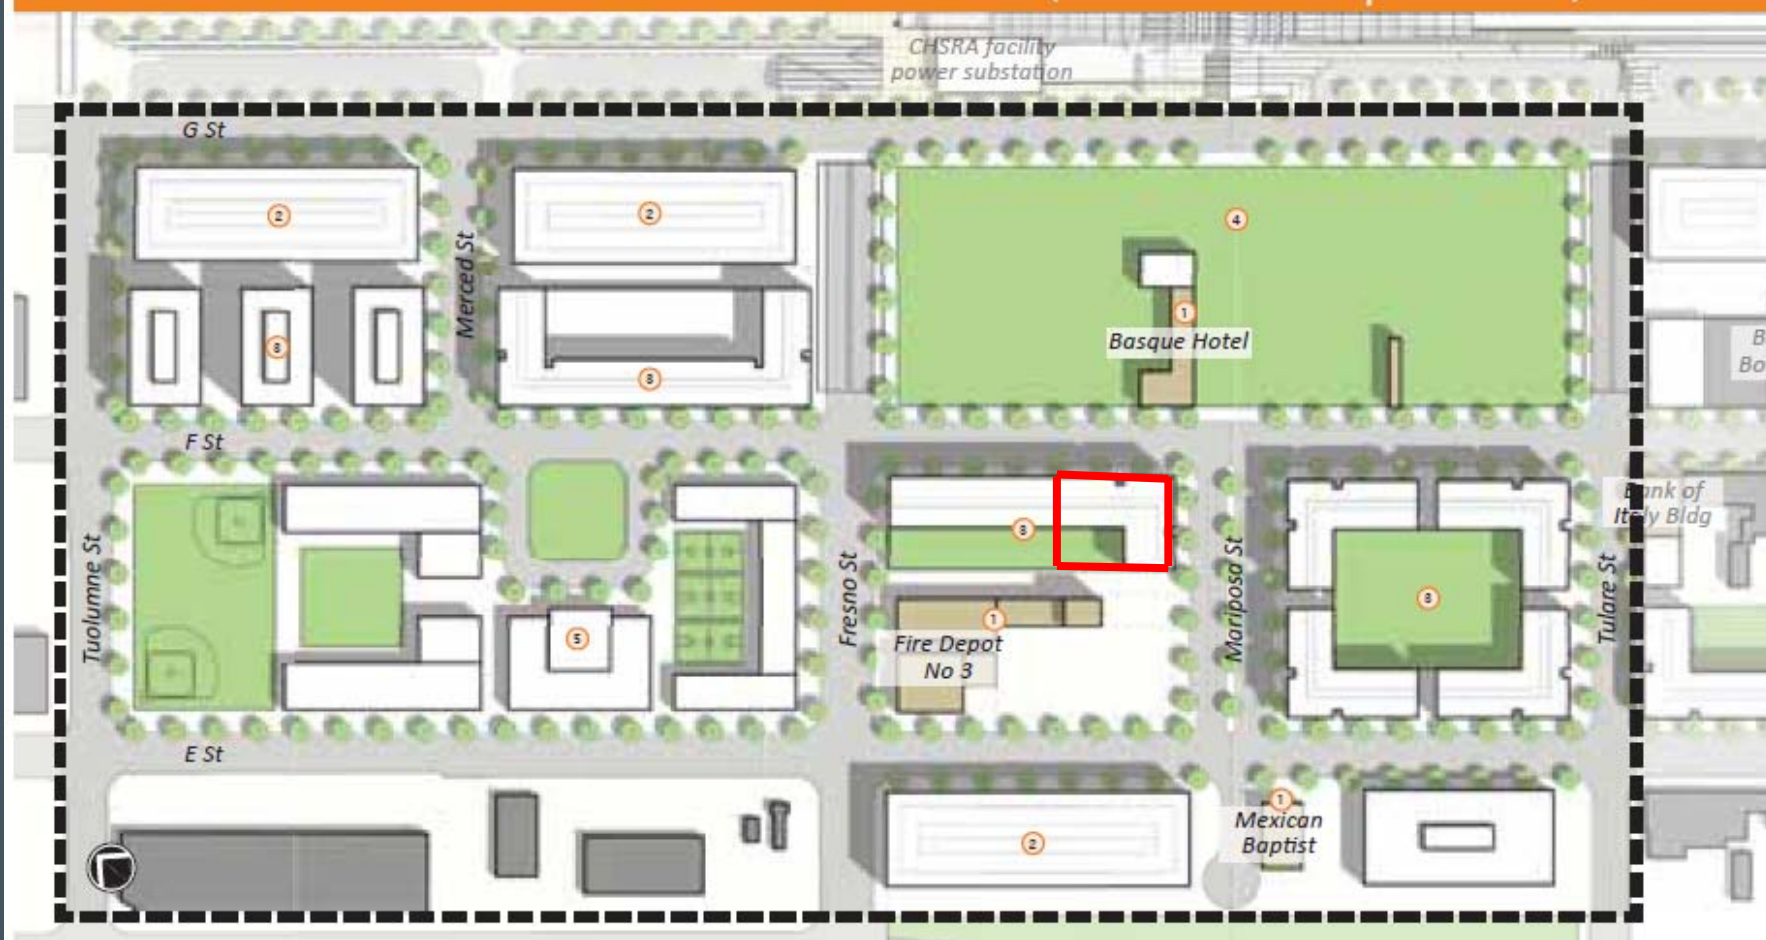 CHSRA facility
power substation
G St
2
2
4
Merced St
1
Basque Hotel
8
8
F St
Bank of
Italy Bldg
8
Tuolumne St
Fresno St
Mariposa St
8
Tulare St
5
1
Fire Depot
No 3
E St
2
1
Mexican
Baptist